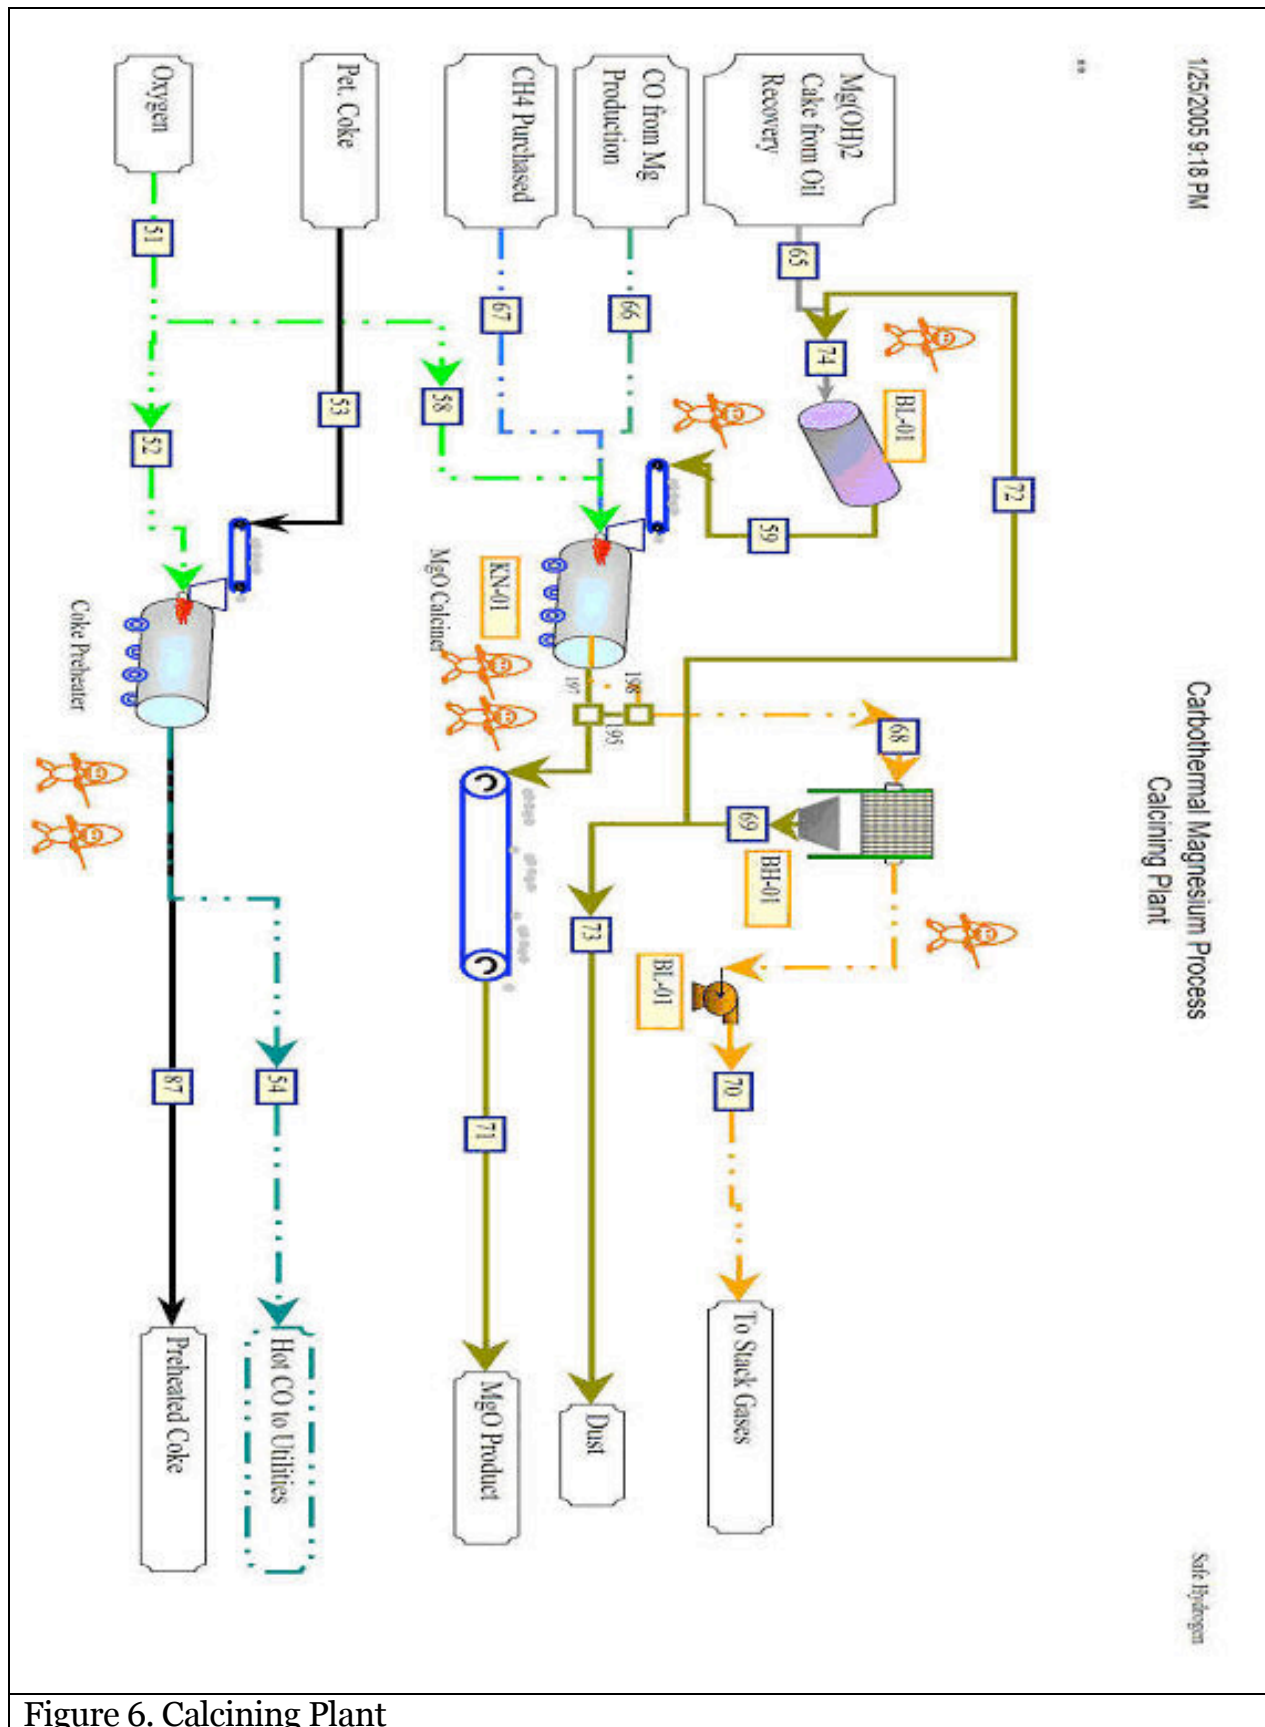 1/25/2005 9:18 PM
Carbothermal Magnesium Process
Calcining Plant
Safe Hydrogen
**
Mg(OH)2
Cake from Oil
Recovery
65
74
BL-01
72
59
CO from Mg
Production
66
CH4 Purchased
67
58
KN-01
MgO Calciner
197
198
195
68
69
BH-01
BL-01
70
To Stack Gases
73
Dust
71
MgO Product
Pet. Coke
53
Oxygen
51
52
Coke Preheater
54
Hot CO to Utilities
87
Preheated Coke
Figure 6. Calcining Plant